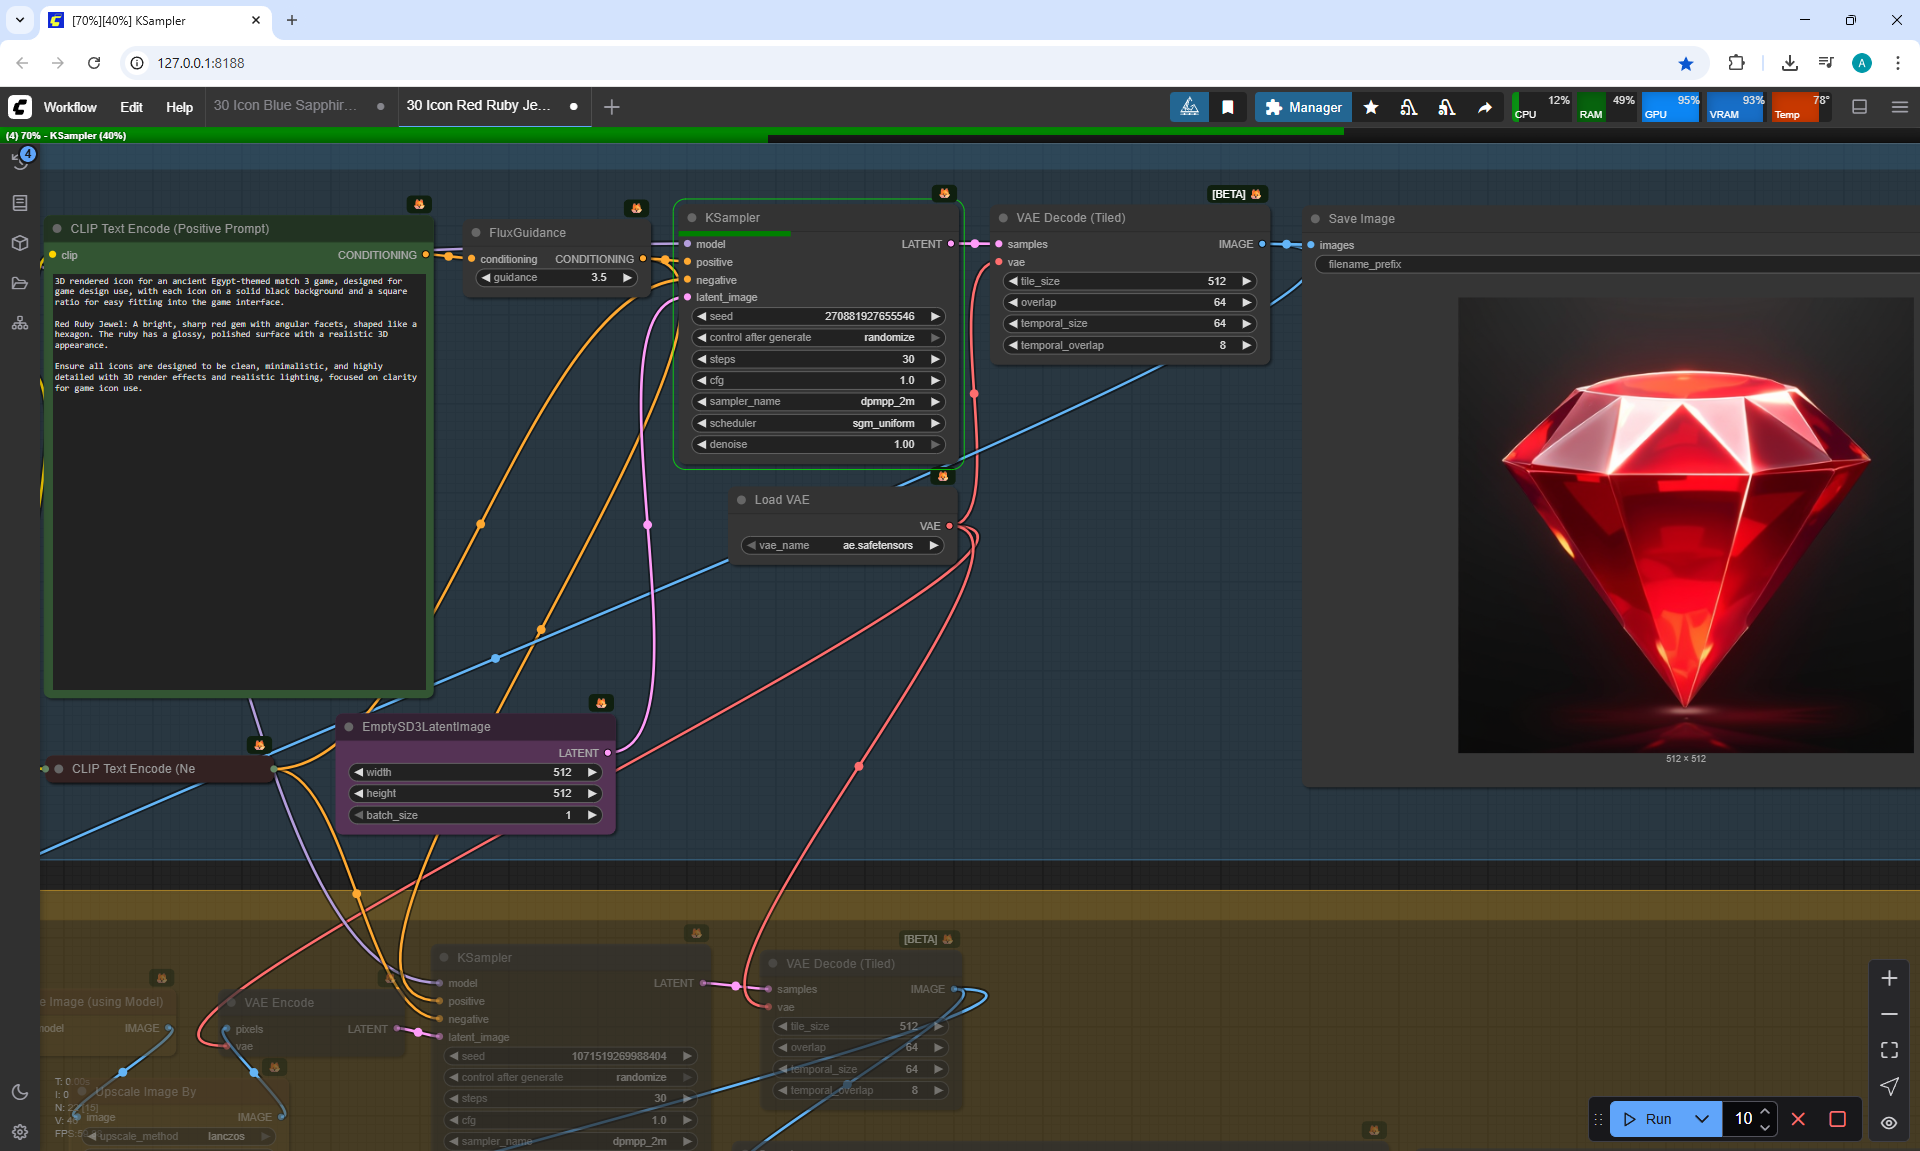 [70%][40%] KSampler
127.0.0.1:8188
A
Workflow
Edit
Help
30 Icon Blue Sapphir...
30 Icon Red Ruby Je...
Manager
12%
CPU
49%
RAM
95%
GPU
93%
VRAM
78°
Temp
(4) 70% - KSampler (40%)
4
CLIP Text Encode (Positive Prompt)
clip
CONDITIONING
3D rendered icon for an ancient Egypt-themed match 3 game, designed for
game design use, with each icon on a solid black background and a square
ratio for easy fitting into the game interface.
Red Ruby Jewel: A bright, sharp red gem with angular facets, shaped like a
hexagon. The ruby has a glossy, polished surface with a realistic 3D
appearance.
Ensure all icons are designed to be clean, minimalistic, and highly
detailed with 3D render effects and realistic lighting, focused on clarity
for game icon use.
FluxGuidance
conditioning
CONDITIONING
guidance
3.5
KSampler
model
LATENT
positive
negative
latent_image
seed
270881927655546
control after generate
randomize
steps
30
cfg
1.0
sampler_name
dpmpp_2m
scheduler
sgm_uniform
denoise
1.00
[BETA]
VAE Decode (Tiled)
samples
IMAGE
vae
tile_size
512
overlap
64
temporal_size
64
temporal_overlap
8
Save Image
images
filename_prefix
512 × 512
Load VAE
VAE
vae_name
ae.safetensors
EmptySD3LatentImage
LATENT
width
512
height
512
batch_size
1
CLIP Text Encode (Ne
KSampler
model
LATENT
positive
negative
latent_image
seed
1071519269988404
control after generate
randomize
steps
30
cfg
1.0
sampler_name
dpmpp_2m
[BETA]
VAE Decode (Tiled)
samples
IMAGE
vae
tile_size
512
overlap
64
temporal_size
64
temporal_overlap
8
e Image (using Model)
odel
IMAGE
VAE Encode
pixels
LATENT
vae
Upscale Image By
image
IMAGE
upscale_method
lanczos
I: 0
Run
10